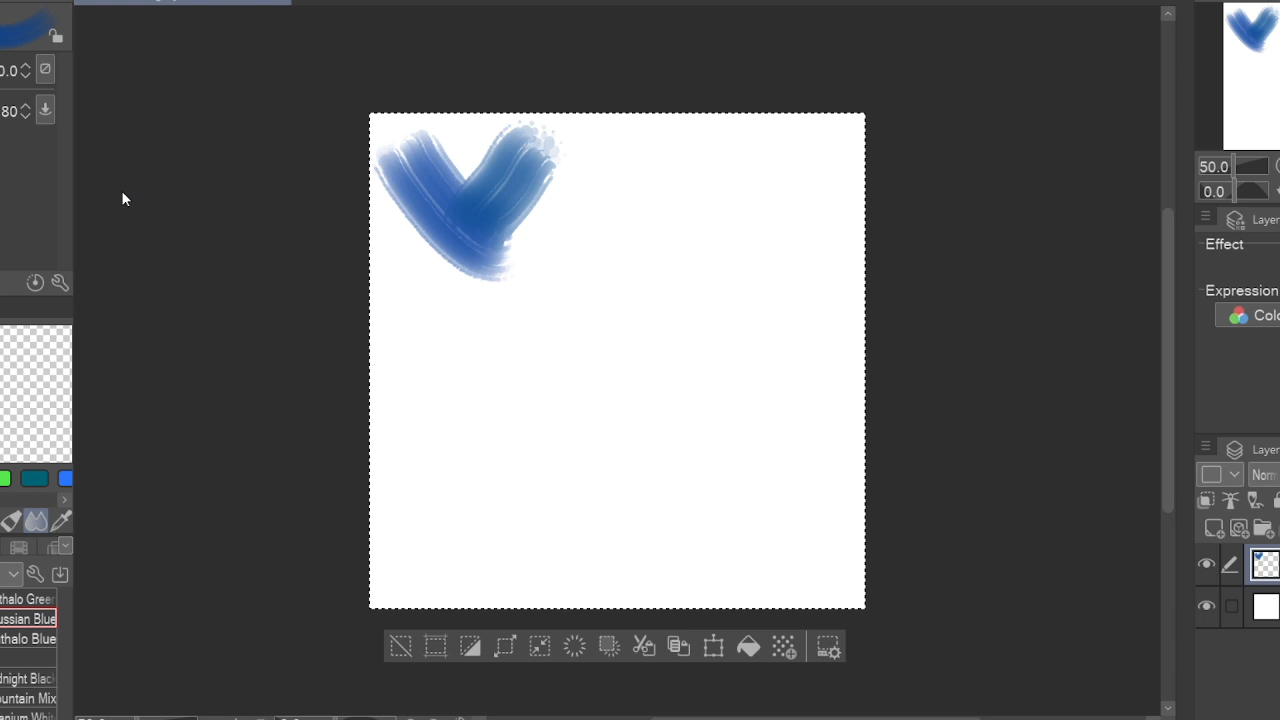 0.0
80
thalo Green
ussian Blue
thalo Blue
dnight Blac
ountain Mix
50.0
0.0
Layer
Effect
Expression
Colo
Layer
Norm